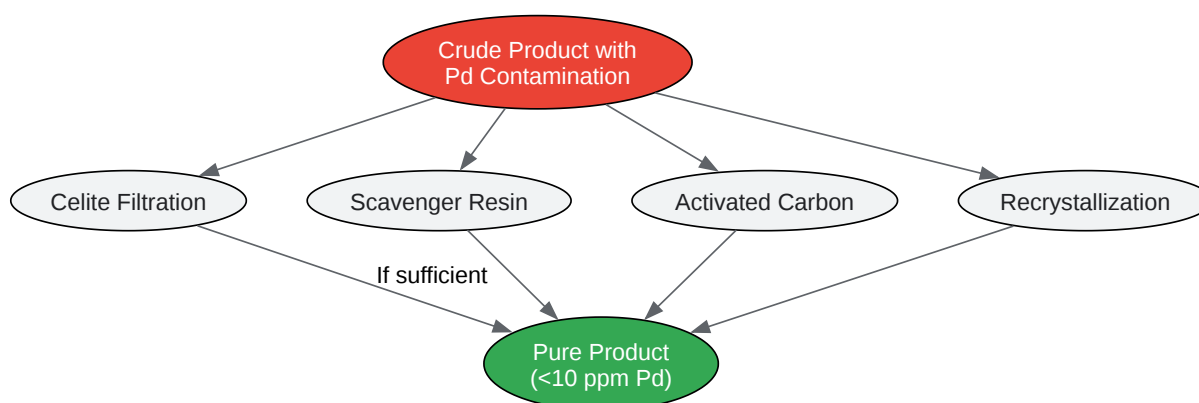 Crude Product with
Pd Contamination
Celite Filtration
Scavenger Resin
Activated Carbon
Recrystallization
If sufficient
Pure Product
(<10 ppm Pd)